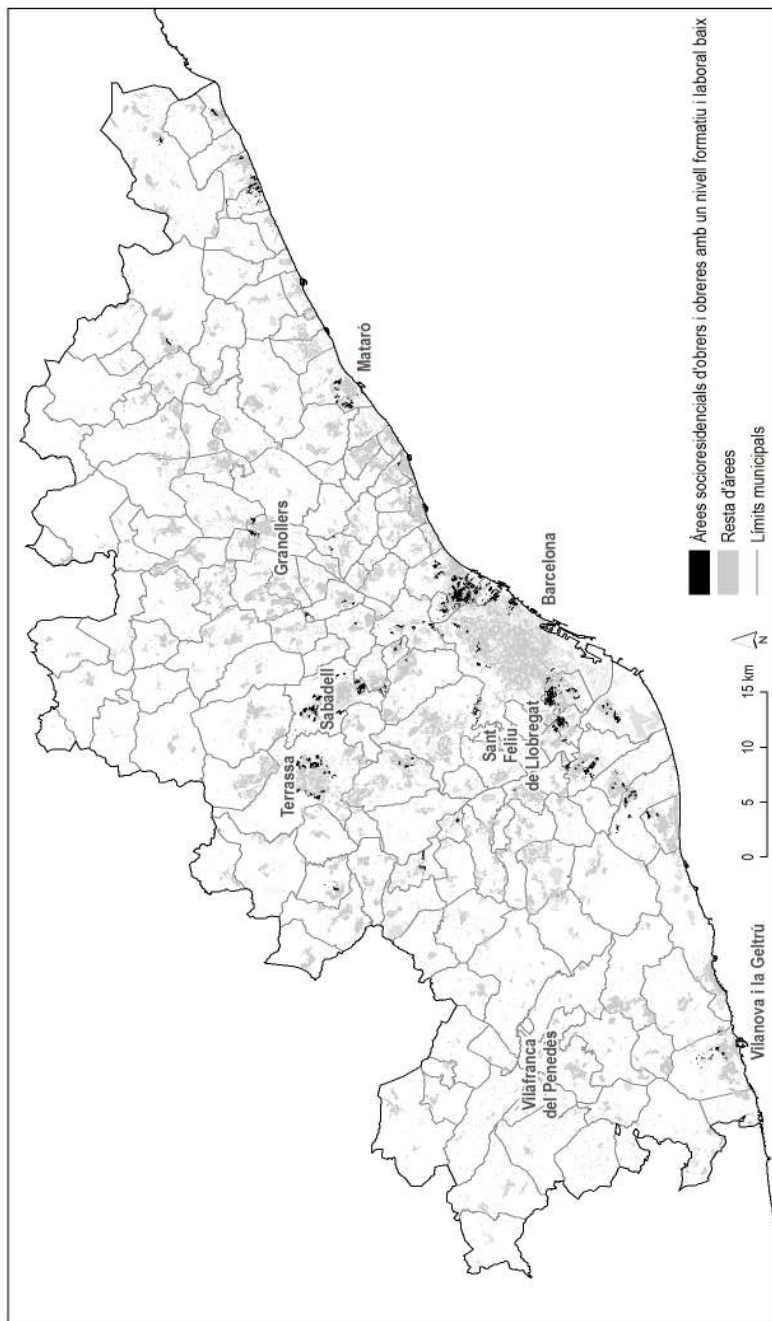 Mataró
Granollers
Barcelona
Sabadell
Terrassa
Sant
Feliu
de Llobregat
Vilafranca
del Penedès
Vilanova i la Geltrú
Àrees socioresidencials d'obrers i obreres amb un nivell formatiu i laboral baix
Resta d'àrees
Límits municipals
0 5 10 15 km
N